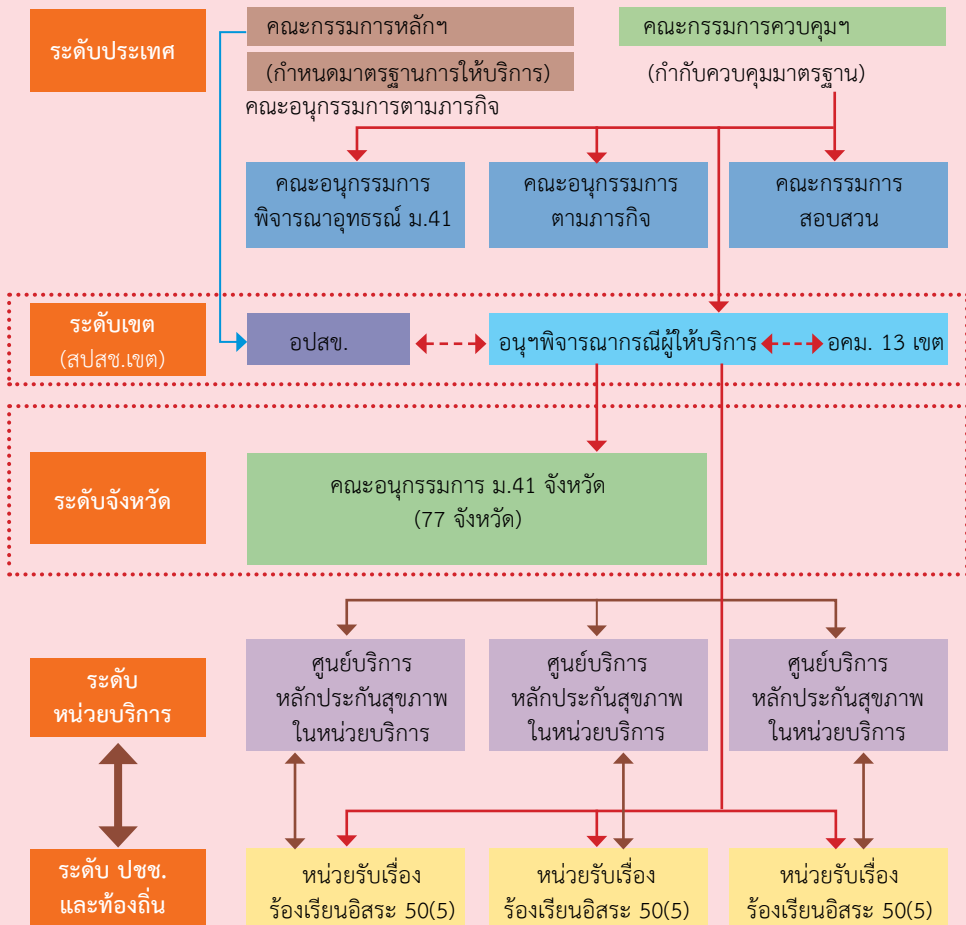 ระดับประเทศ
คณะกรรมการหลักฯ
(กำหนดมาตรฐานการให้บริการ)
คณะอนุกรรมการตามภารกิจ
คณะกรรมการควบคุมฯ
(กำกับควบคุมมาตรฐาน)
คณะอนุกรรมการ
พิจารณาอุทธรณ์ ม.41
คณะอนุกรรมการ
ตามภารกิจ
คณะกรรมการ
สอบสวน
ระดับเขต
(สปสช.เขต)
อปสข.
อนุฯพิจารณากรณีผู้ให้บริการ
อคม. 13 เขต
ระดับจังหวัด
คณะอนุกรรมการ ม.41 จังหวัด
(77 จังหวัด)
ระดับ
หน่วยบริการ
ศูนย์บริการ
หลักประกันสุขภาพ
ในหน่วยบริการ
ศูนย์บริการ
หลักประกันสุขภาพ
ในหน่วยบริการ
ศูนย์บริการ
หลักประกันสุขภาพ
ในหน่วยบริการ
ระดับ ปชช.
และท้องถิ่น
หน่วยรับเรื่อง
ร้องเรียนอิสระ 50(5)
หน่วยรับเรื่อง
ร้องเรียนอิสระ 50(5)
หน่วยรับเรื่อง
ร้องเรียนอิสระ 50(5)